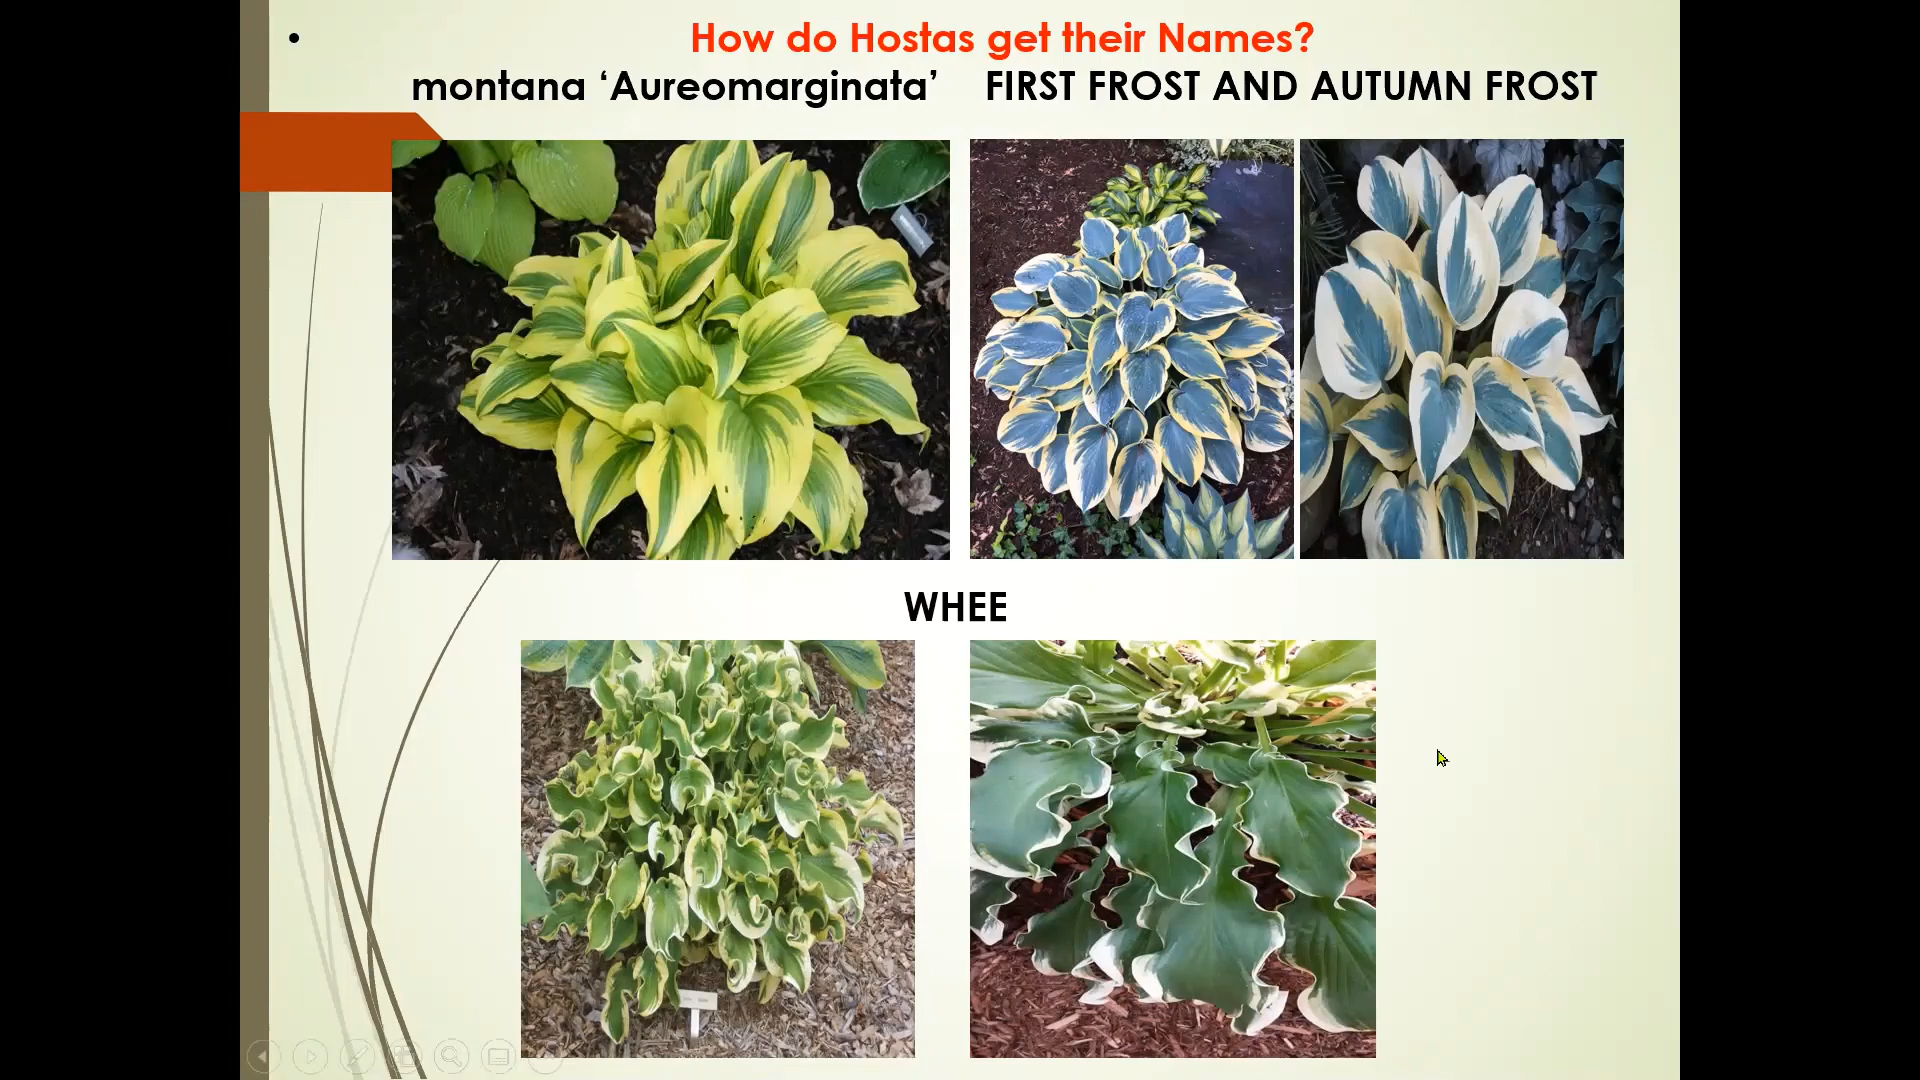 How do Hostas get their Names?
montana ‘Aureomarginata’ FIRST FROST AND AUTUMN FROST
WHEE